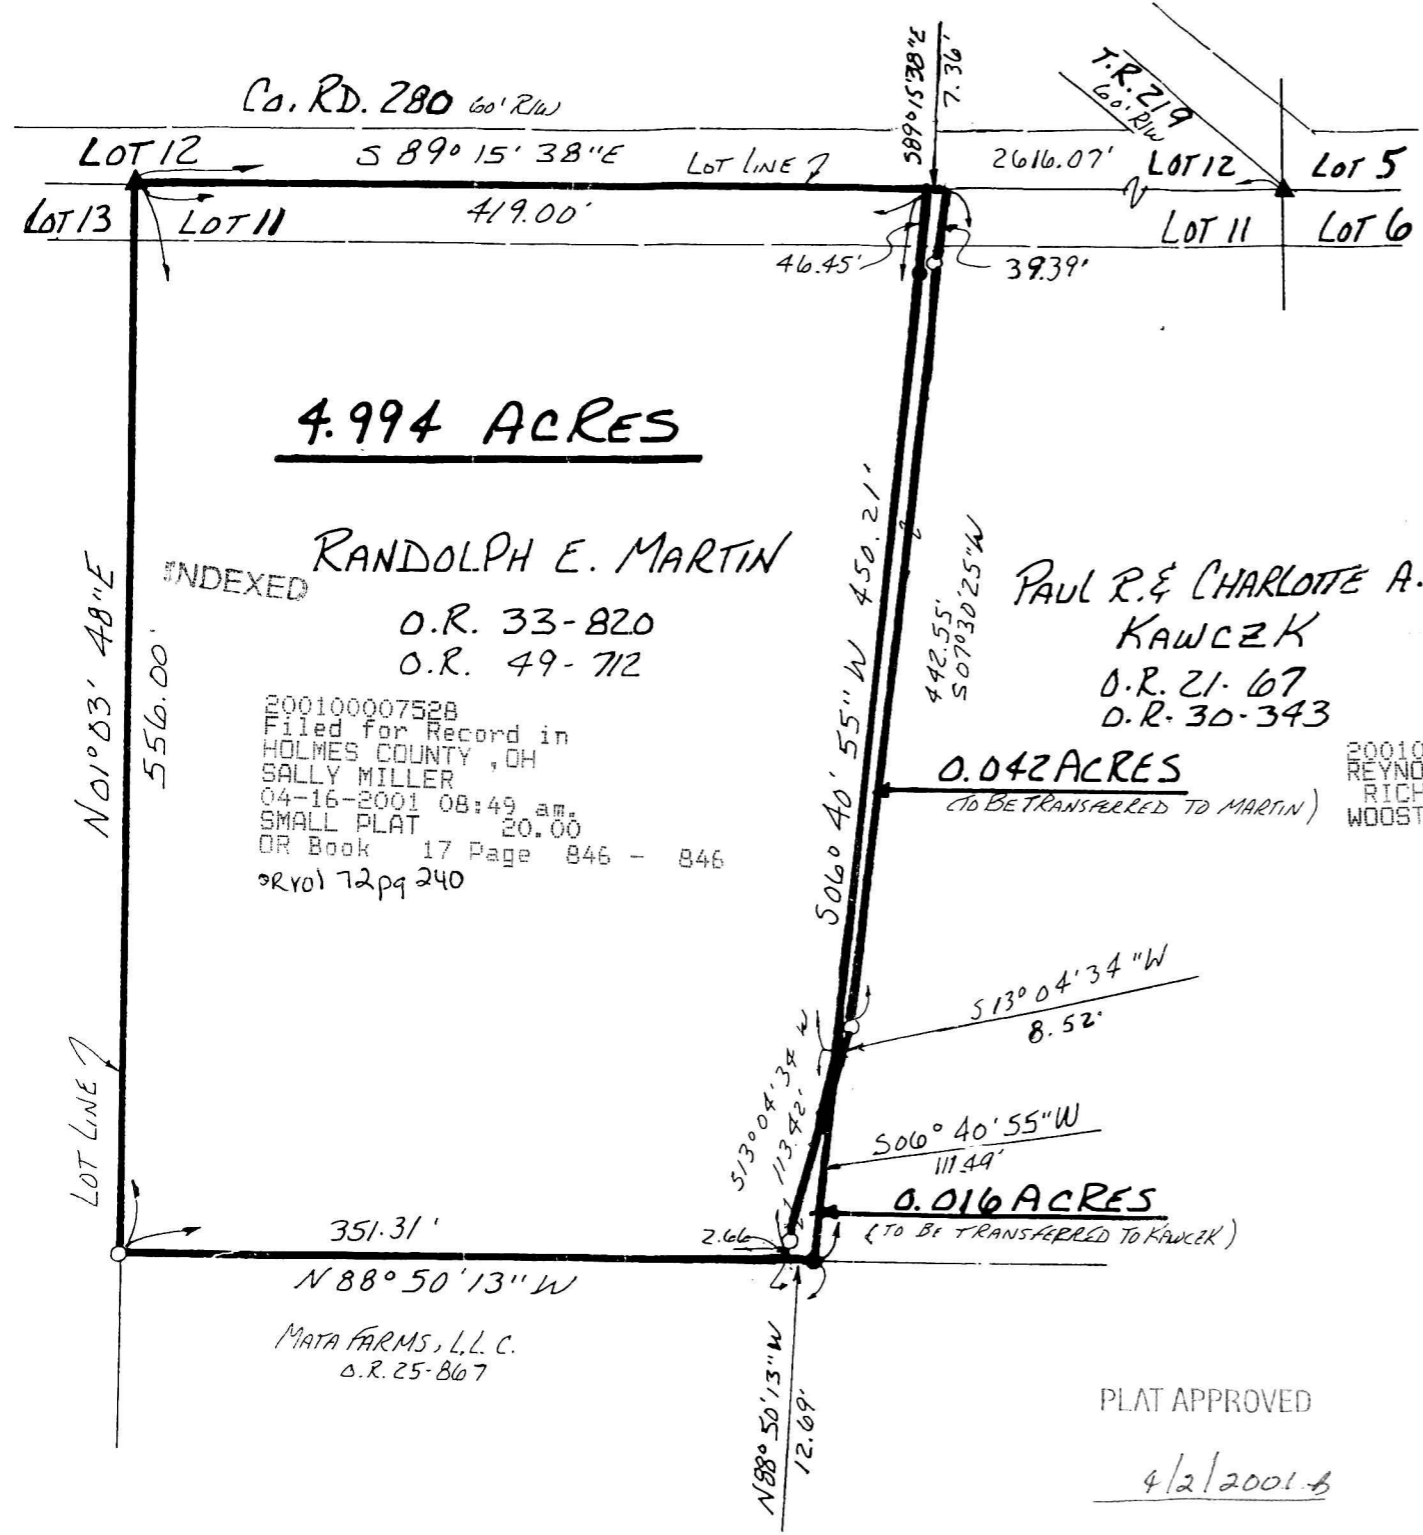 Co. RD. 280 60' R/W
S89°15'38"E
7.36'
T.R. 219
60' R/W
LOT 12
S 89° 15' 38"E
LOT LINE
2616.07'
LOT 12
LOT 5
LOT 13
LOT 11
419.00'
LOT 11
LOT 6
46.45'
39.39'
4.994 ACRES
RANDOLPH E. MARTIN
INDEXED
O.R. 33-820
O.R. 49-712
N01°03' 48"E
556.00'
S06° 40' 55" W 450.21'
442.55'
S07°30'25"W
PAUL R. & CHARLOTTE A.
KAWCZK
O.R. 21-67
O.R. 30-343
200100007528
Filed for Record in
HOLMES COUNTY ,OH
SALLY MILLER
04-16-2001 08:49 am.
SMALL PLAT 20.00
OR Book 17 Page 846 - 846
ORvol 72pg 240
0.042 ACRES
(TO BE TRANSFERRED TO MARTIN)
20010
REYNO
RICH
WOOST
S 13° 04' 34 "W
8.52'
S13°04'34 W
113.42'
LOT LINE
S06° 40' 55"W
111.49'
0.016 ACRES
(TO BE TRANSFERRED TO KAWCZK)
351.31'
2.66
N 88° 50' 13" W
MATA FARMS, L.L.C.
O.R. 25-867
N88° 50'13"W
12.69'
PLAT APPROVED
4/2/2001